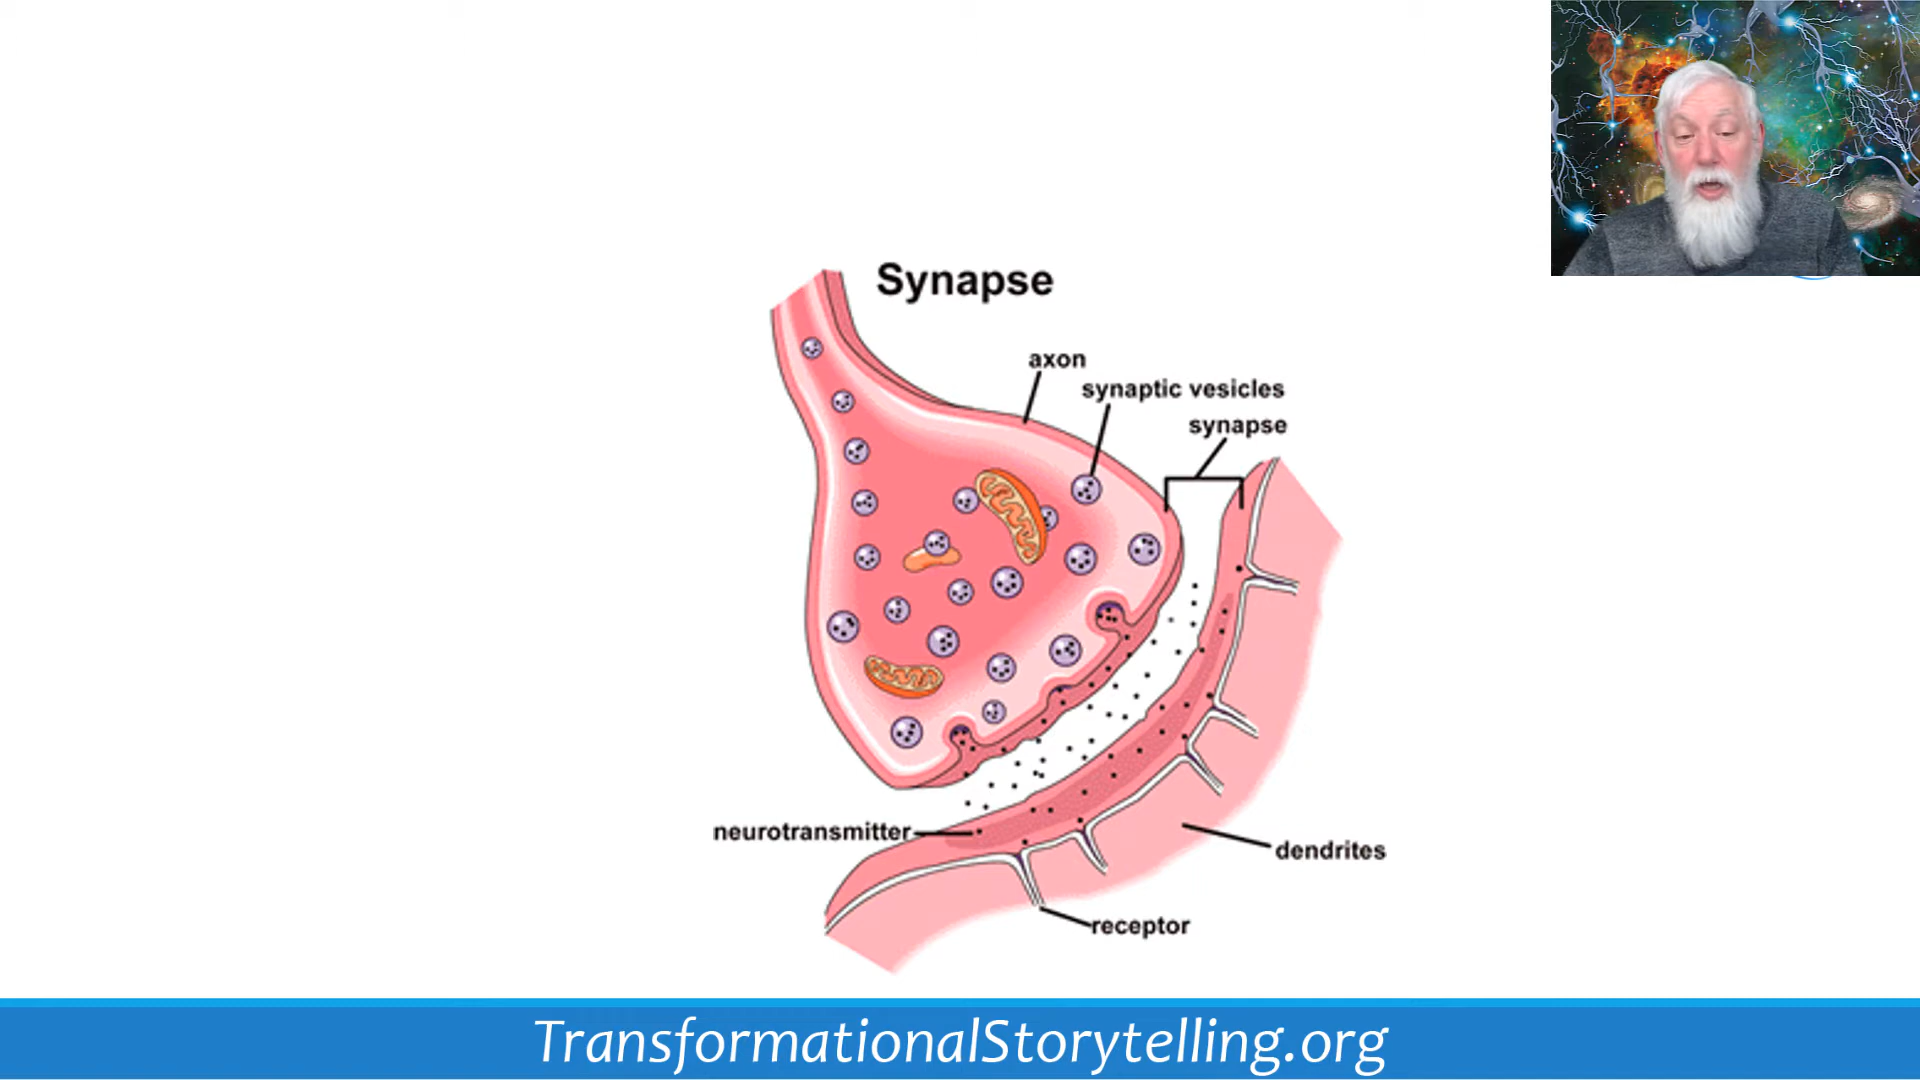 Synapse
axon
synaptic vesicles
synapse
neurotransmitter
dendrites
receptor
TransformationalStorytelling.org